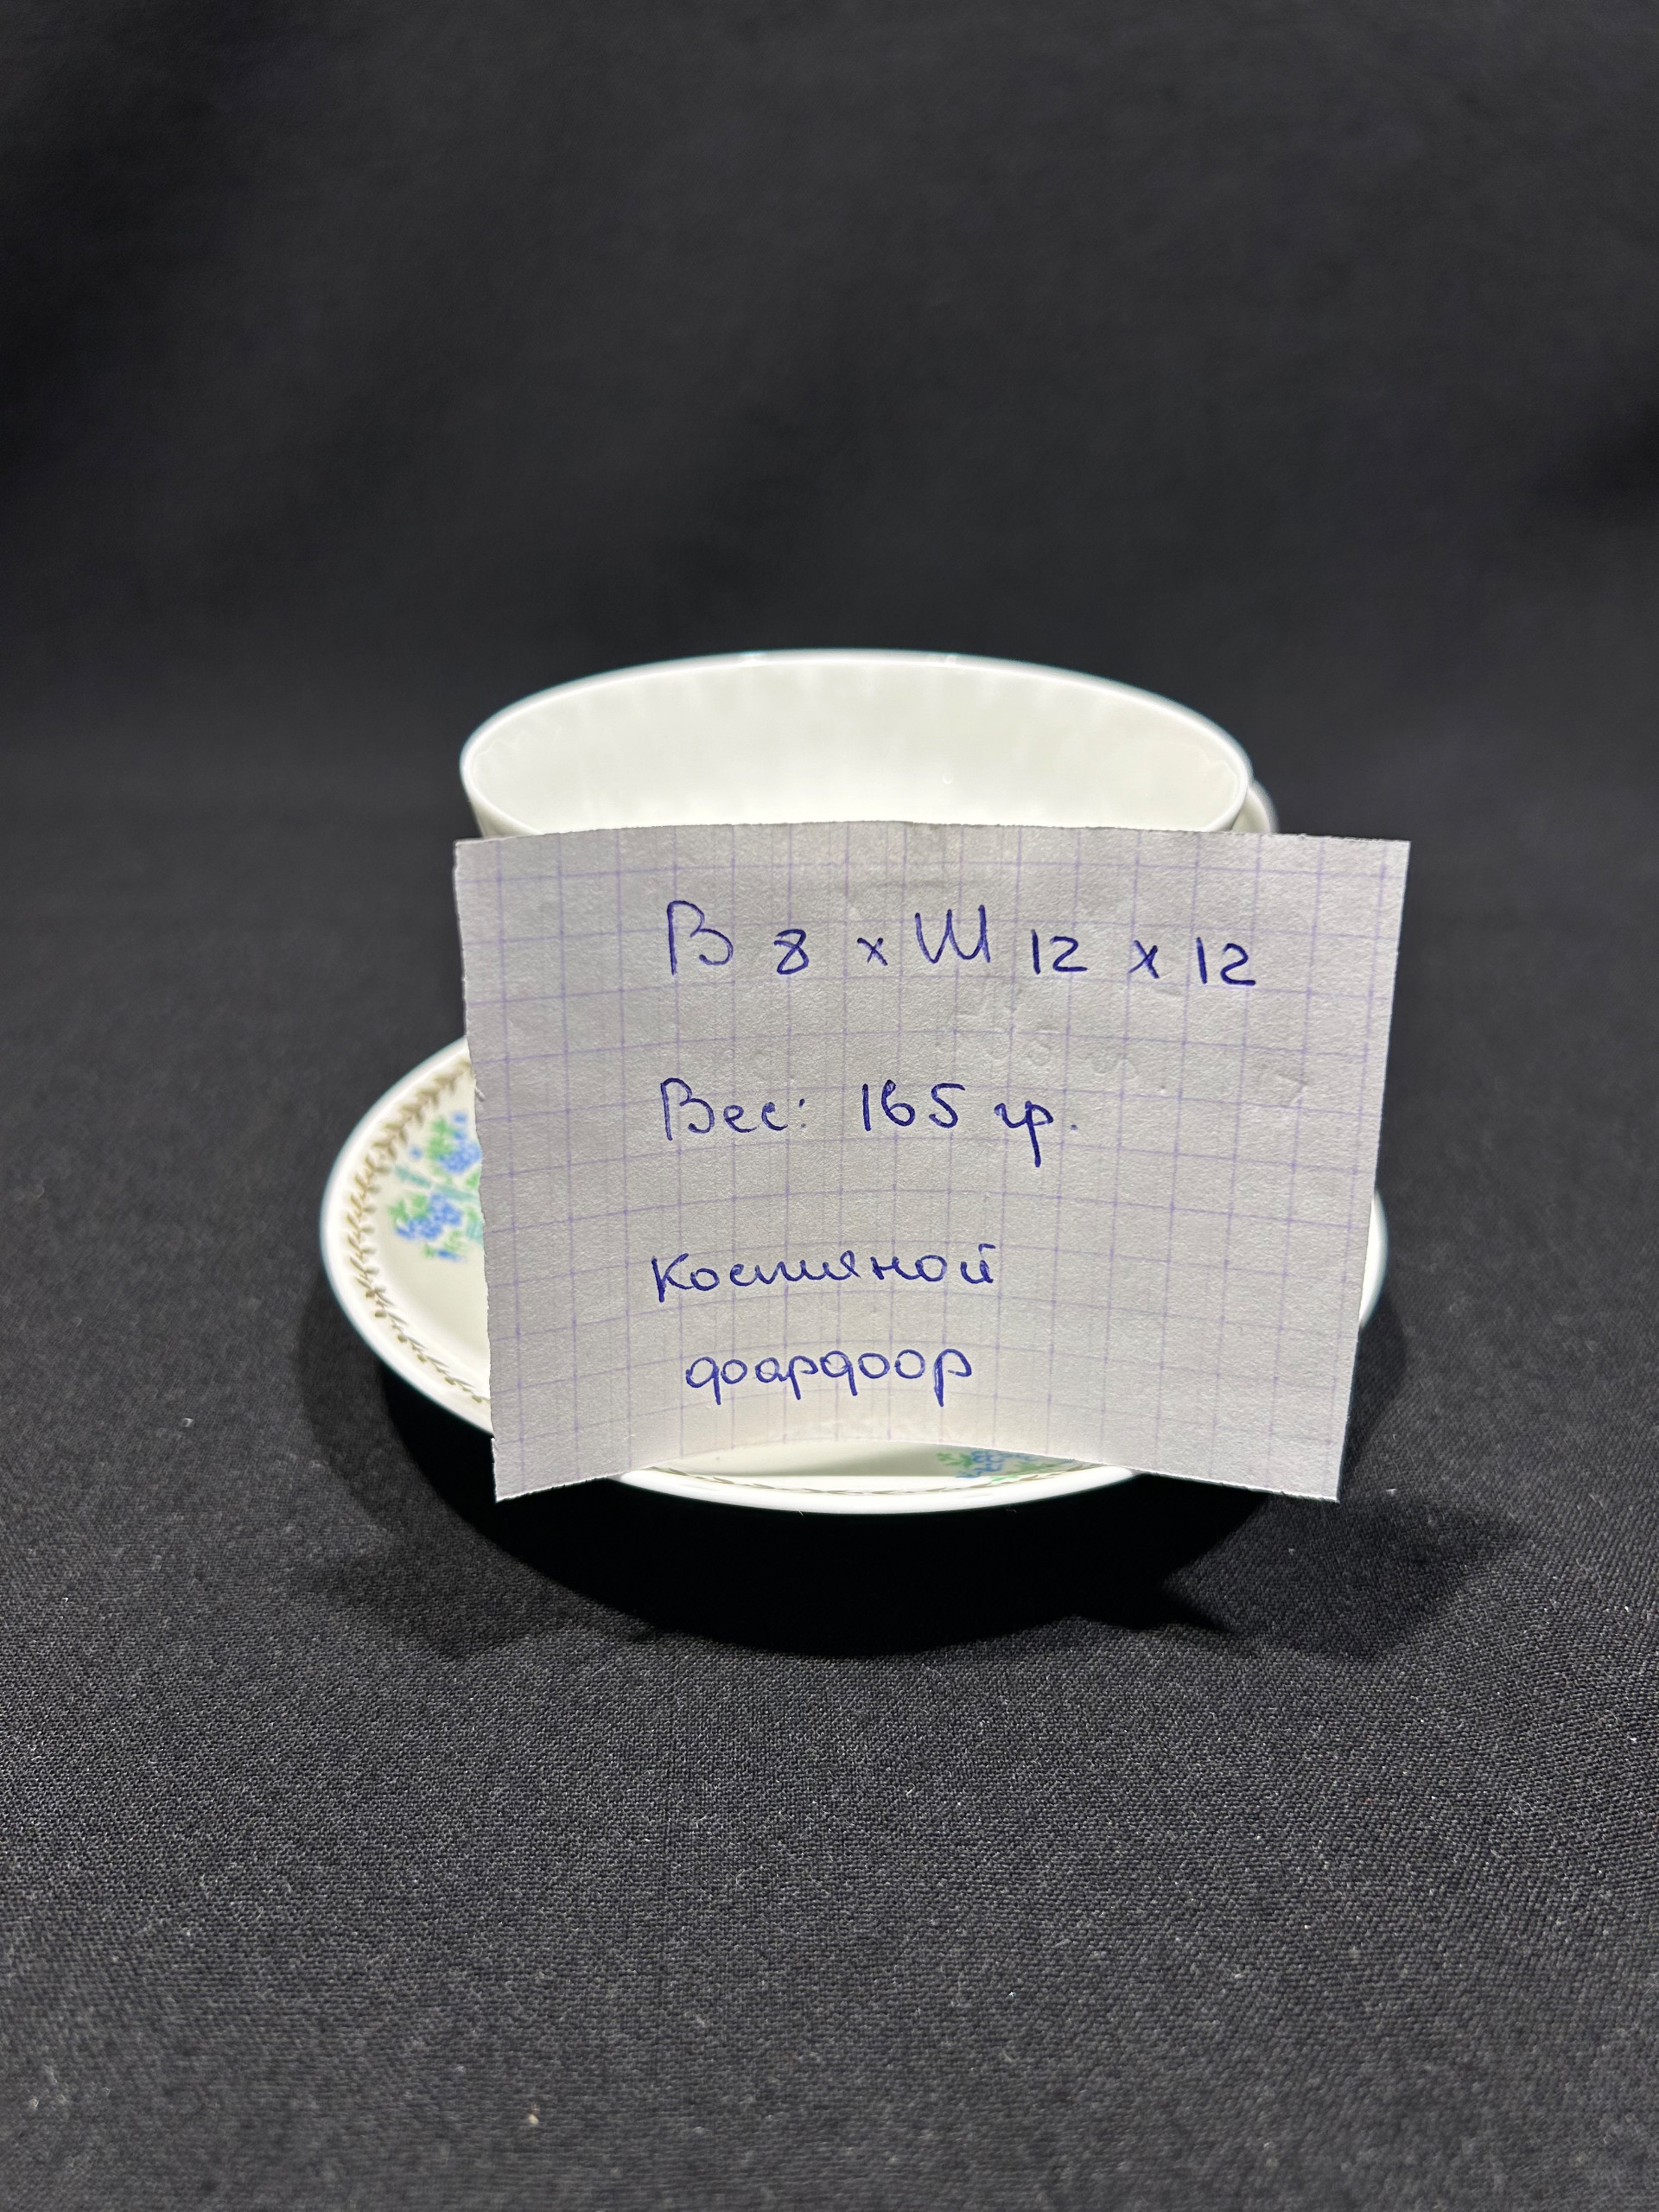 В 8 х Ш 12 х 12
Вес: 165 гр.
Костяной
фарфор